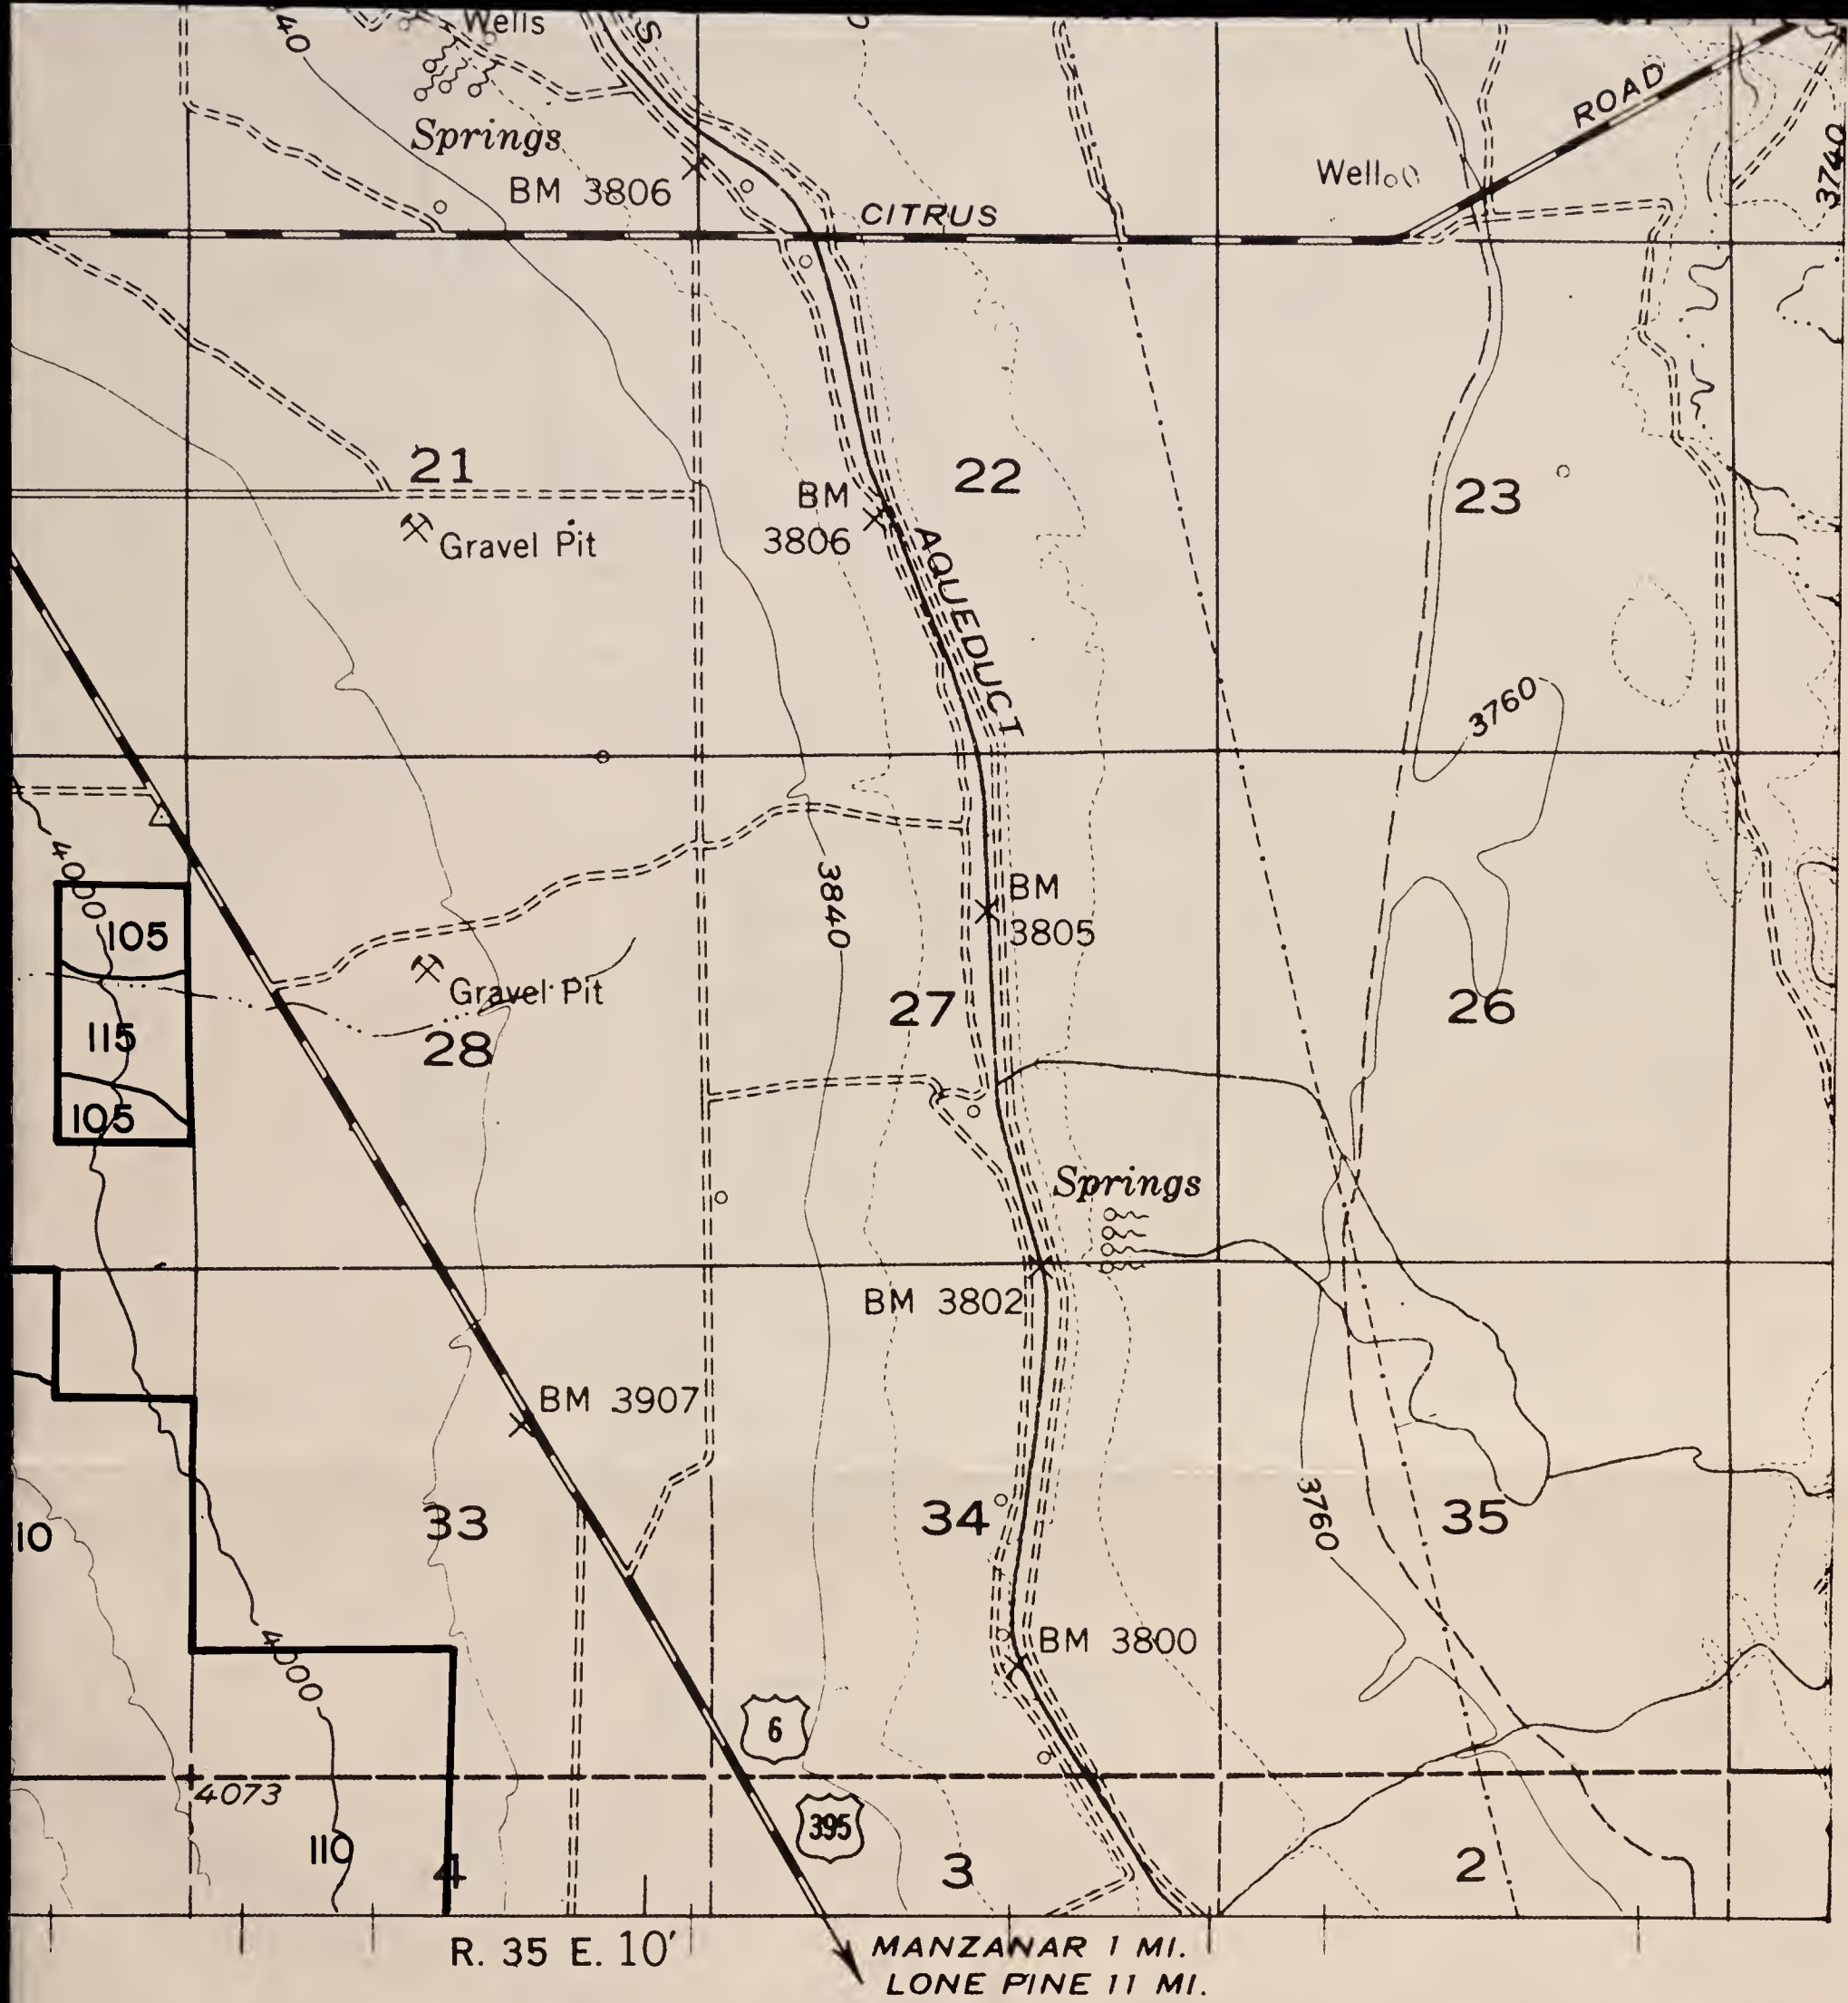 Wells
S
40
ROAD
Springs
3740
Well
BM 3806
CITRUS
21
22
23
BM
3806
Gravel Pit
AQUEDUCT
3760
4000
3840
BM
3805
105
Gravel Pit
27
26
115
28
105
Springs
BM 3802
BM 3907
3760
33
34
35
10
BM 3800
4000
6
4073
395
110
4
3
2
R. 35 E. 10′
MANZANAR 1 MI.
LONE PINE 11 MI.